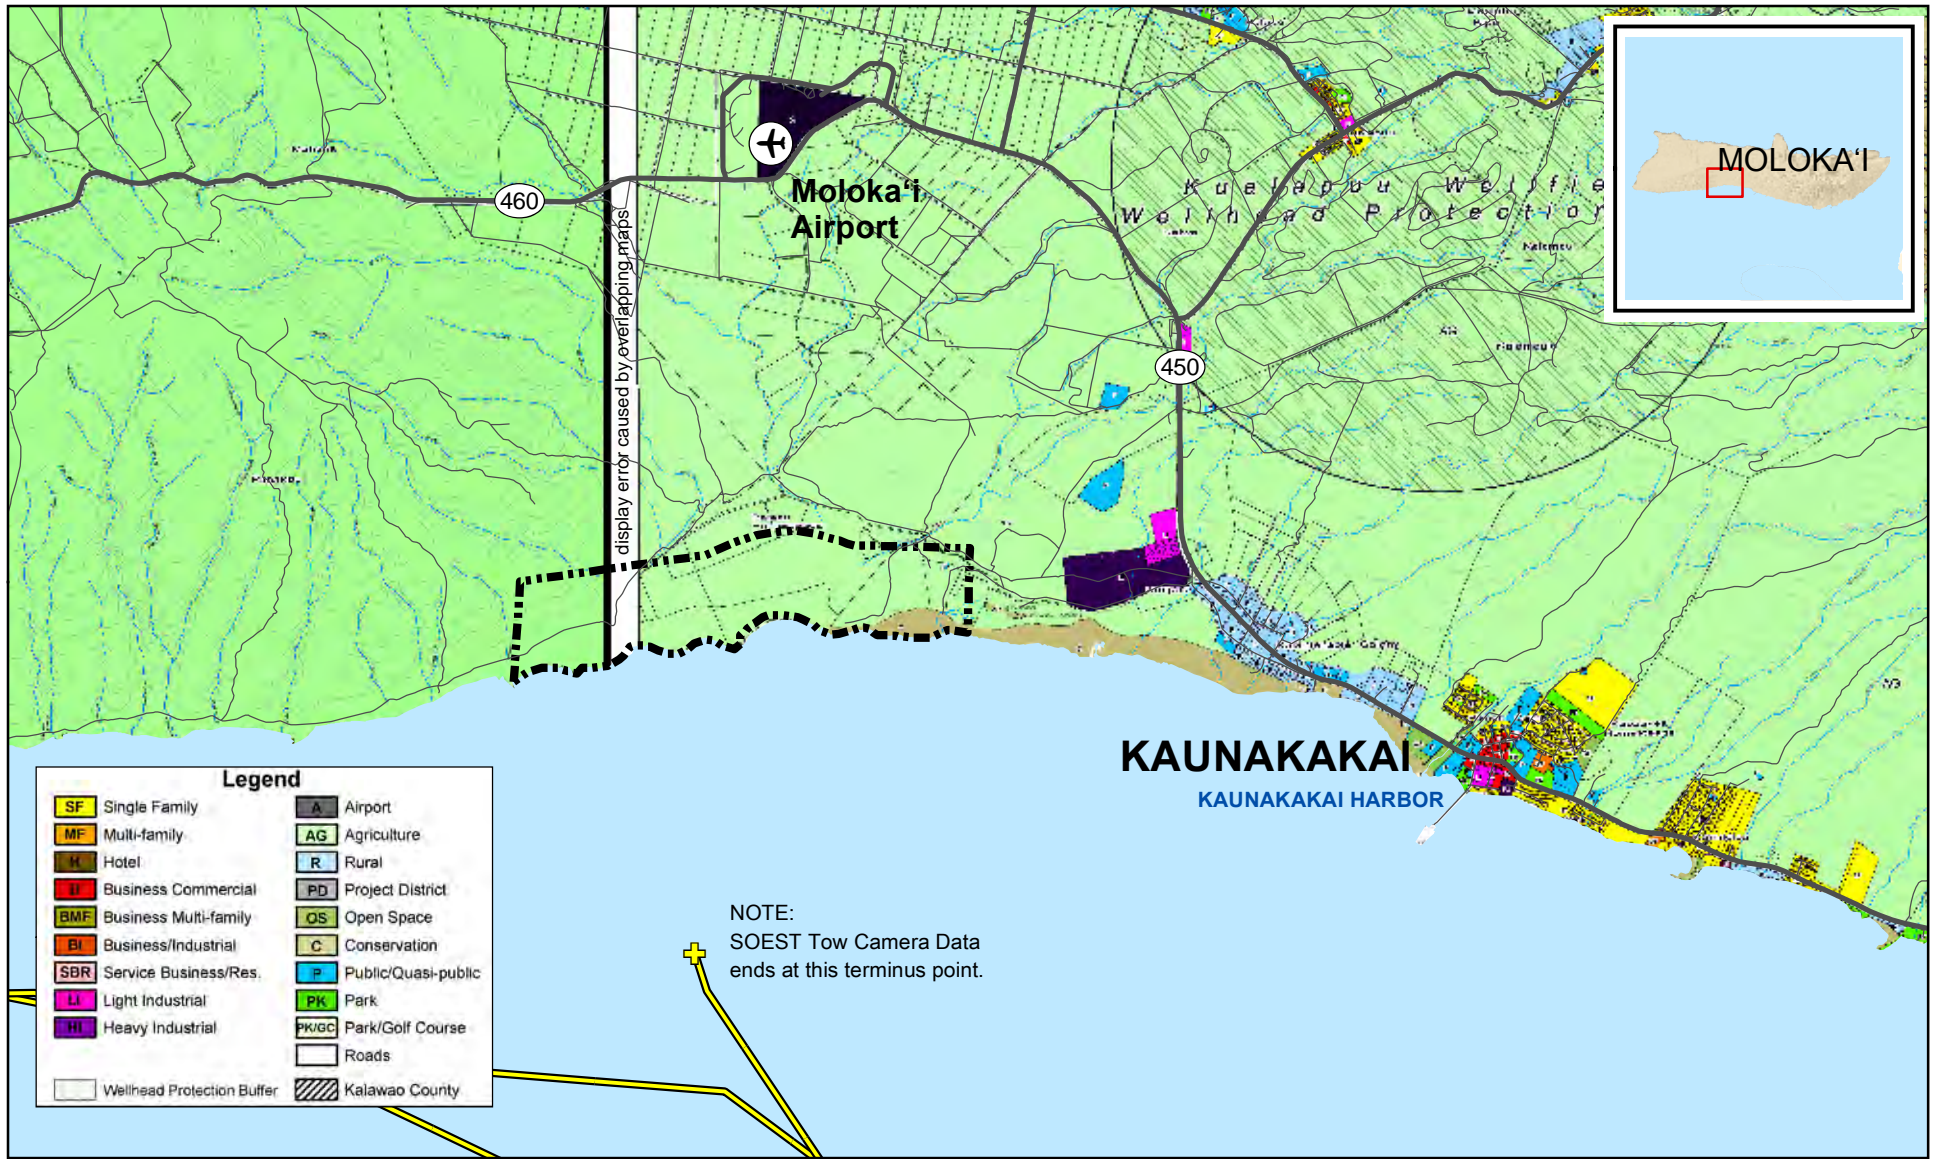 MOLOKAʻI
460
Molokaʻi
Airport
display error caused by overlapping maps
Kualapuu Wellfie
Wellhead Protection
450
KAUNAKAKAI
KAUNAKAKAI HARBOR
NOTE:
SOEST Tow Camera Data
ends at this terminus point.
Legend
SF Single Family
MF Multi-family
H Hotel
B Business Commercial
BMF Business Multi-family
BI Business/Industrial
SBR Service Business/Res.
LI Light Industrial
HI Heavy Industrial
Wellhead Protection Buffer
A Airport
AG Agriculture
R Rural
PD Project District
OS Open Space
C Conservation
P Public/Quasi-public
PK Park
PK/GC Park/Golf Course
Roads
Kalawao County